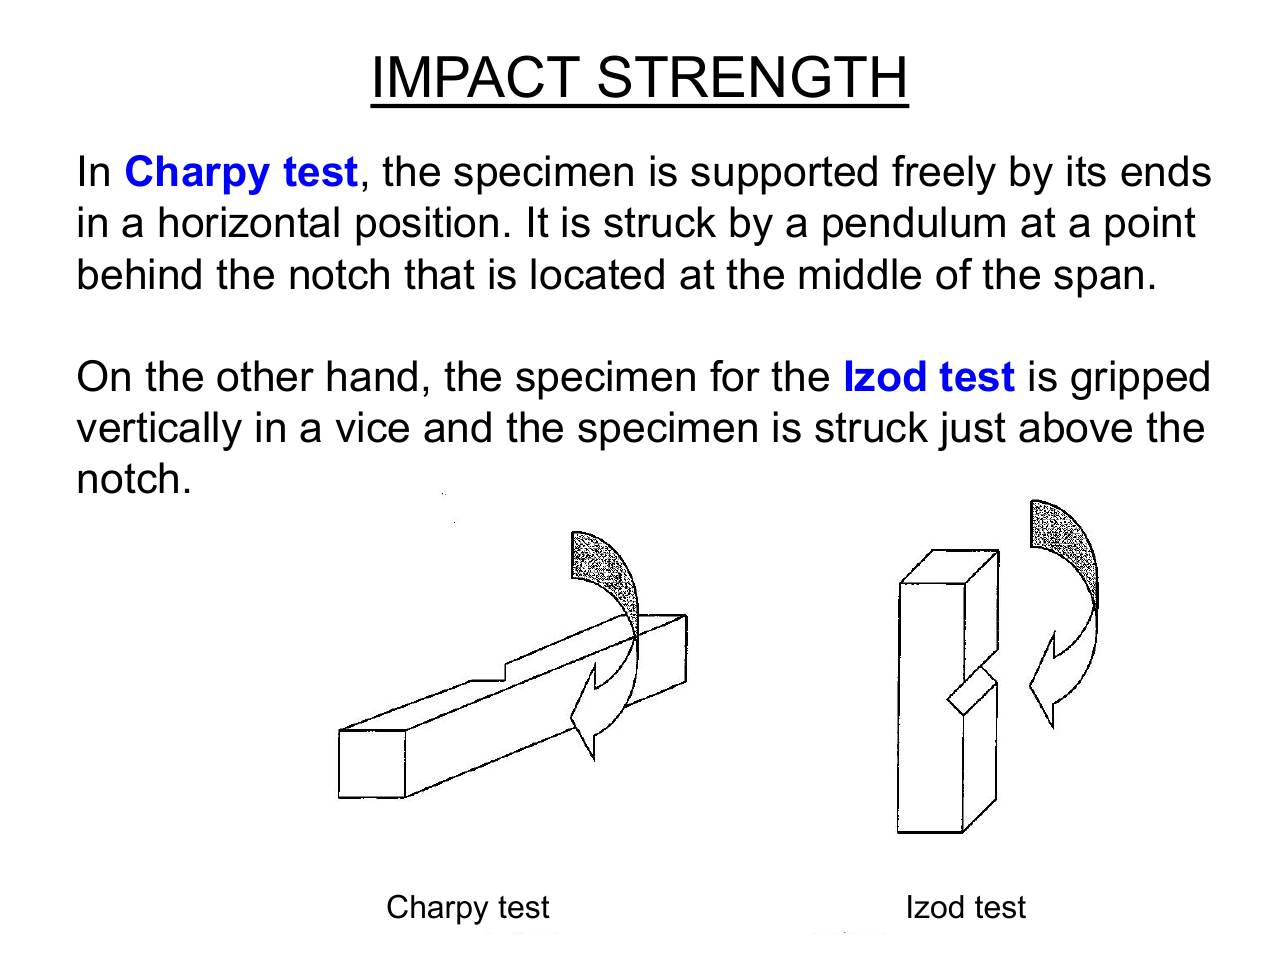 IMPACT STRENGTH
In Charpy test, the specimen is supported freely by its ends
in a horizontal position. It is struck by a pendulum at a point
behind the notch that is located at the middle of the span.
On the other hand, the specimen for the Izod test is gripped
vertically in a vice and the specimen is struck just above the
notch.
Charpy test
Izod test